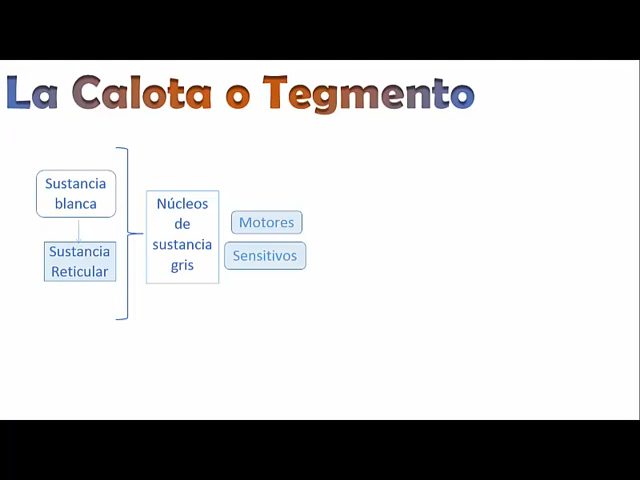 La Calota o Tegmento
Sustancia
blanca
Sustancia
Reticular
Núcleos
de
sustancia
gris
Motores
Sensitivos